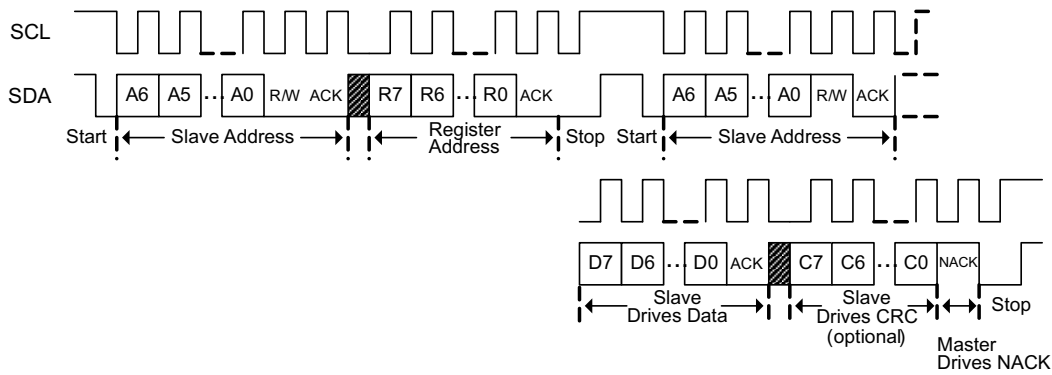 SCL
SDA
A6 A5 ... A0 R/W ACK R7 R6 ... R0 ACK A6 A5 ... A0 R/W ACK
Start Slave Address Register Address Stop Start Slave Address
D7 D6 ... D0 ACK C7 C6 ... C0 NACK
Slave Drives Data
Slave Drives CRC (optional)
Stop
Master Drives NACK